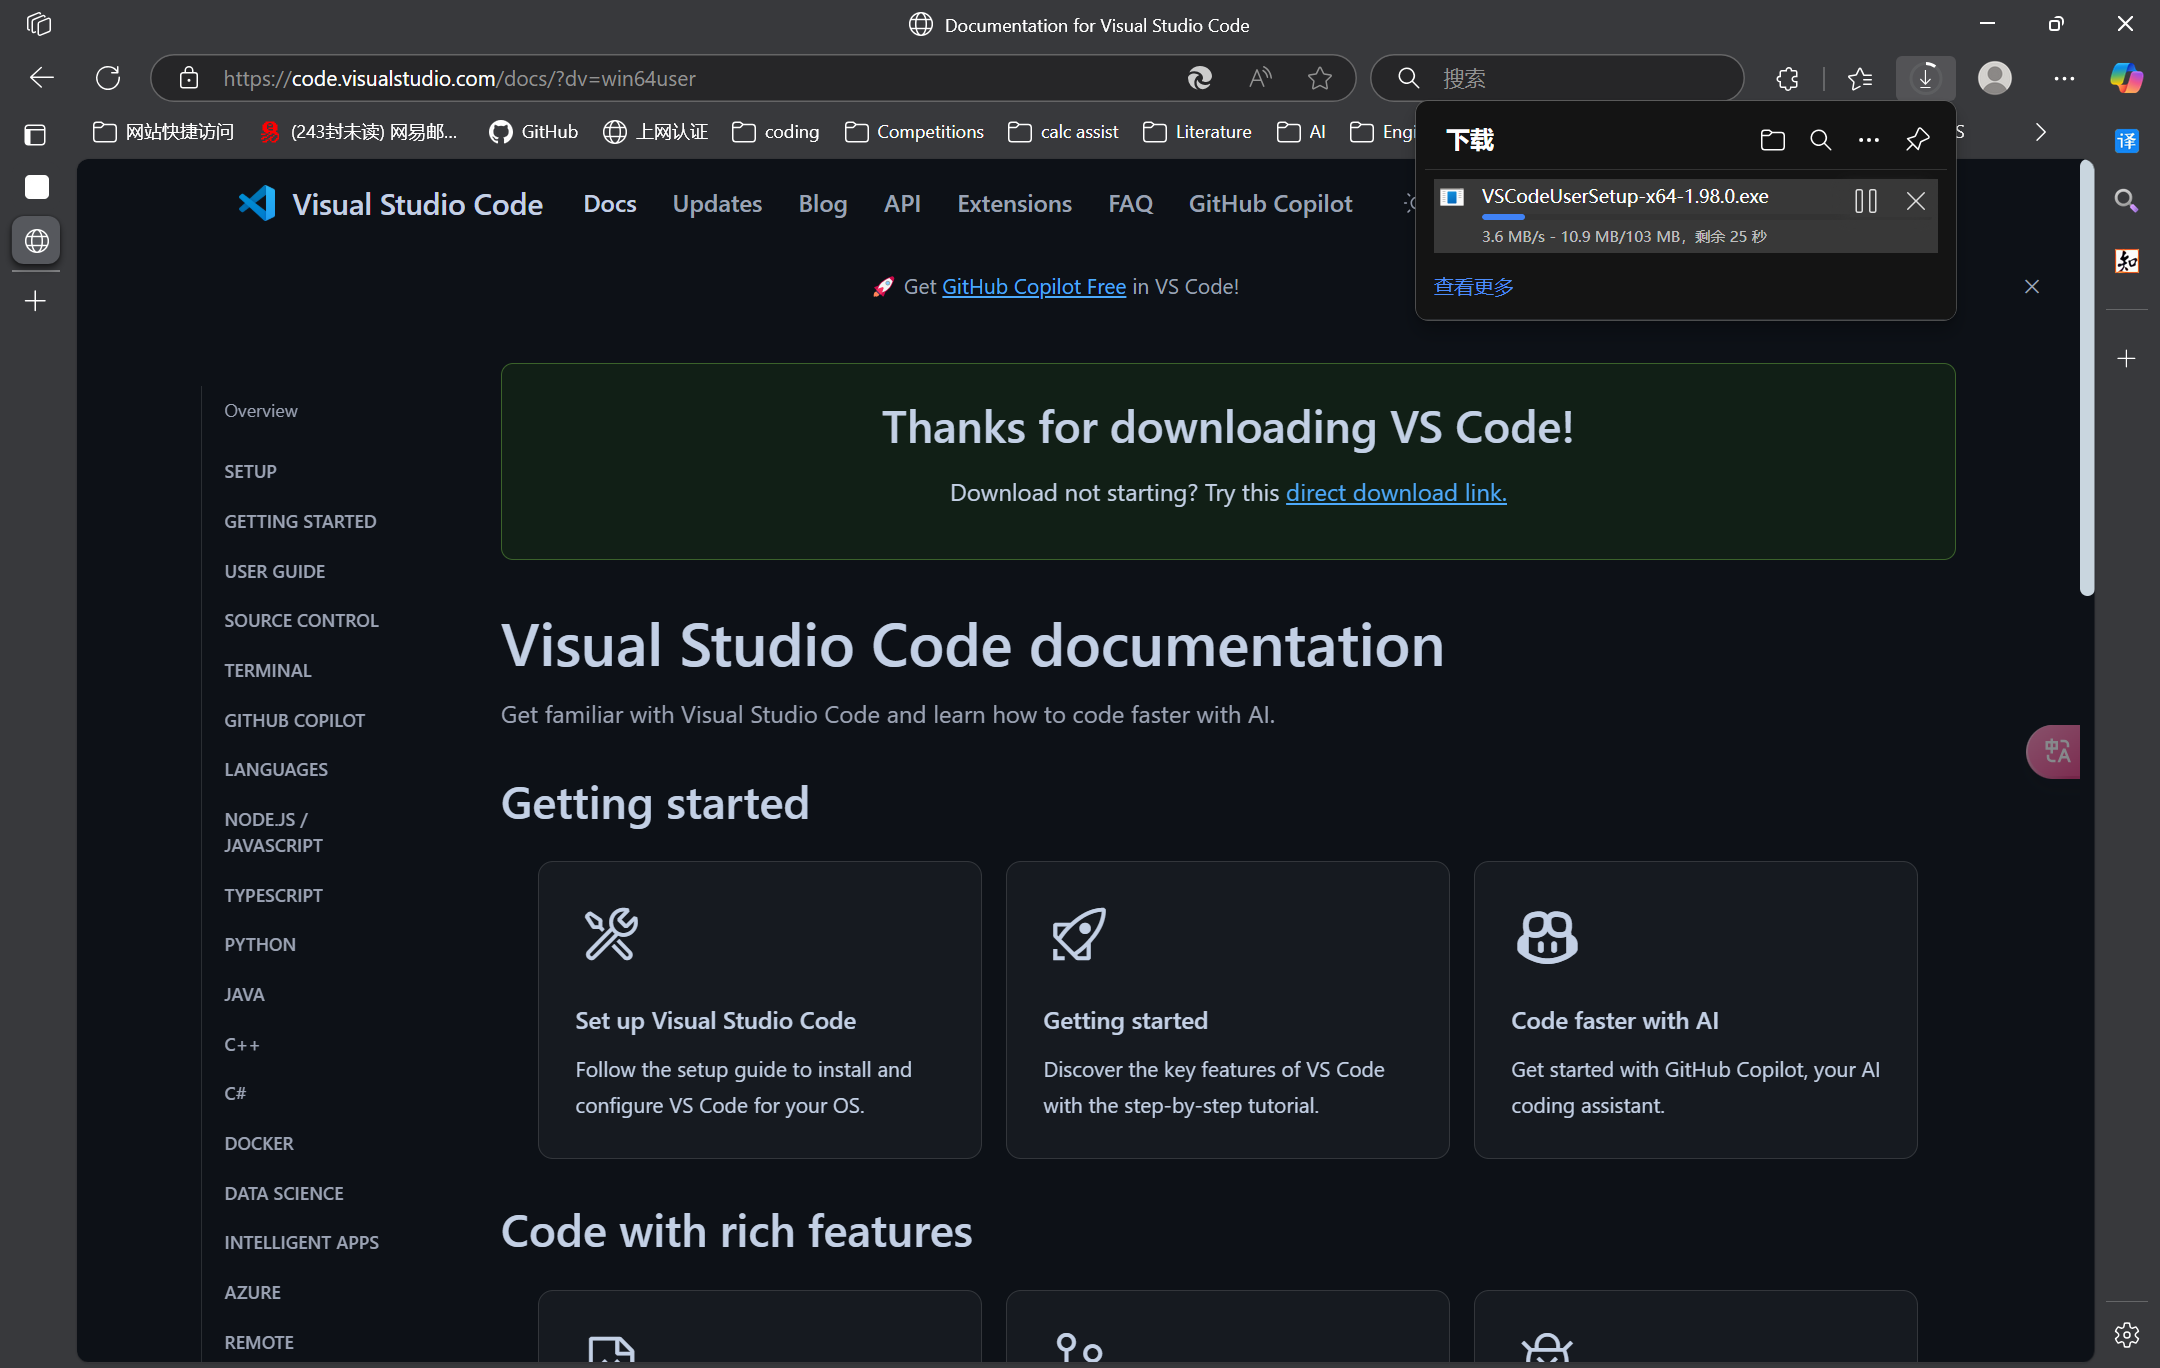 Documentation for Visual Studio Code
https://code.visualstudio.com/docs/?dv=win64user
搜索
网站快捷访问
(243封未读) 网易邮...
GitHub
上网认证
coding
Competitions
calc assist
Literature
AI
Engi
S
下载
VSCodeUserSetup-x64-1.98.0.exe
3.6 MB/s - 10.9 MB/103 MB，剩余 25 秒
查看更多
译
知
Visual Studio Code
Docs
Updates
Blog
API
Extensions
FAQ
GitHub Copilot
Get GitHub Copilot Free in VS Code!
Overview
SETUP
GETTING STARTED
USER GUIDE
SOURCE CONTROL
TERMINAL
GITHUB COPILOT
LANGUAGES
NODE.JS /
JAVASCRIPT
TYPESCRIPT
PYTHON
JAVA
C++
C#
DOCKER
DATA SCIENCE
INTELLIGENT APPS
AZURE
REMOTE
Thanks for downloading VS Code!
Download not starting? Try this direct download link.
Visual Studio Code documentation
Get familiar with Visual Studio Code and learn how to code faster with AI.
Getting started
Set up Visual Studio Code
Follow the setup guide to install and
configure VS Code for your OS.
Getting started
Discover the key features of VS Code
with the step-by-step tutorial.
Code faster with AI
Get started with GitHub Copilot, your AI
coding assistant.
Code with rich features